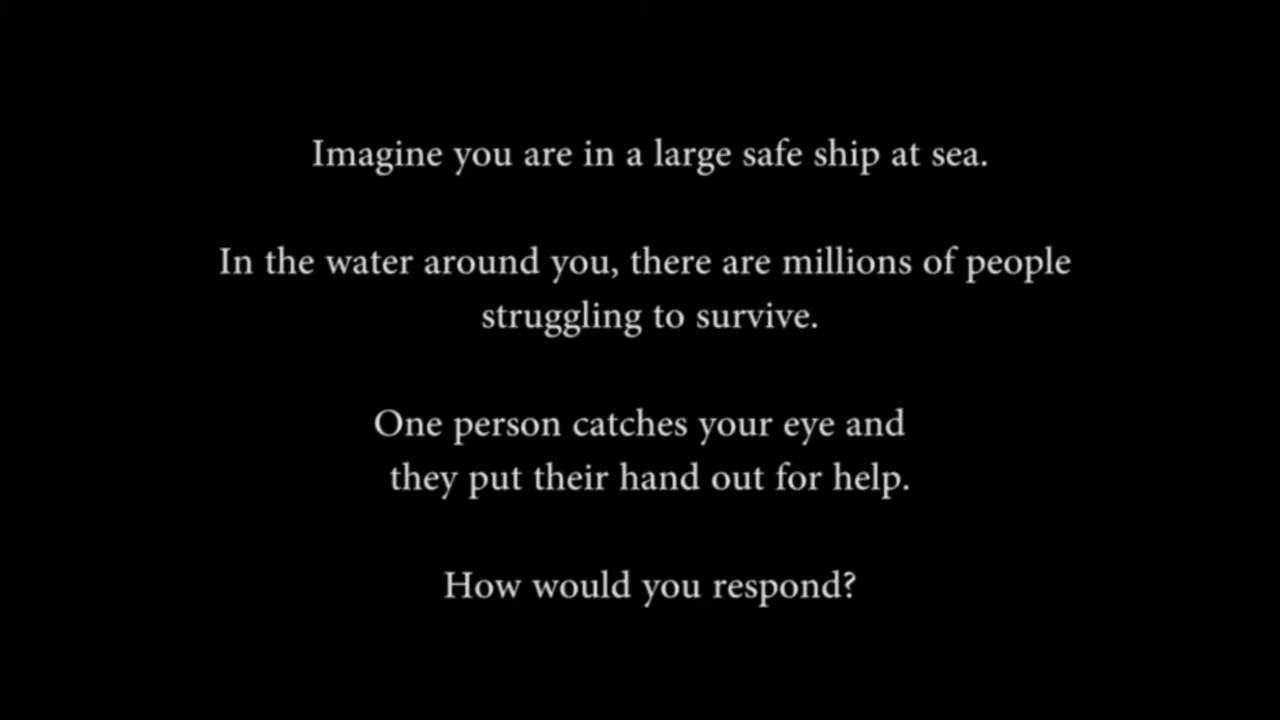 Imagine you are in a large safe ship at sea.
In the water around you, there are millions of people
struggling to survive.
One person catches your eye and
they put their hand out for help.
How would you respond?